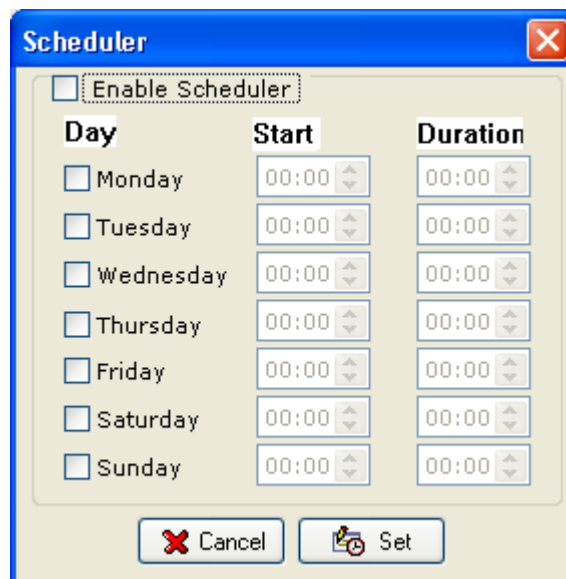 Scheduler
Enable Scheduler
Day Start Duration
Monday 00:00 00:00
Tuesday 00:00 00:00
Wednesday 00:00 00:00
Thursday 00:00 00:00
Friday 00:00 00:00
Saturday 00:00 00:00
Sunday 00:00 00:00
Cancel Set